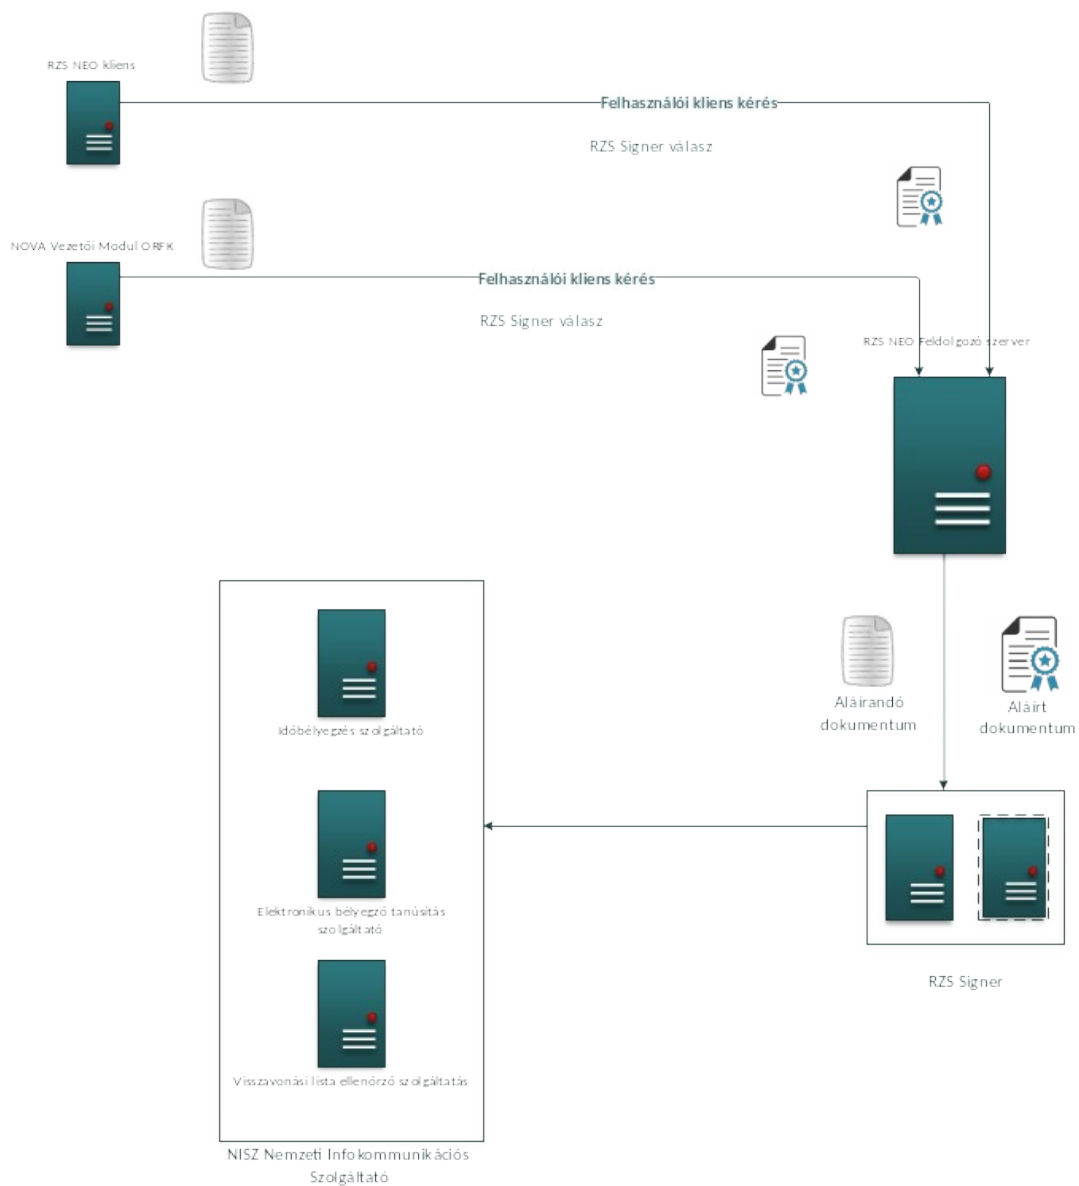 RZS NEO kliens
Felhasználói kliens kérés
RZS Signer válasz
NOVA Vezetői Modul ORFK
Felhasználói kliens kérés
RZS Signer válasz
RZS NEO Feldolgozó szerver
Aláírandó
dokumentum
Aláírt
dokumentum
Időbélyegzés szolgáltató
Elektronikus bélyegző tanúsítás
szolgáltató
Visszavonási lista ellenőrző szolgáltatás
RZS Signer
NISZ Nemzeti Infokommunikációs
Szolgáltató